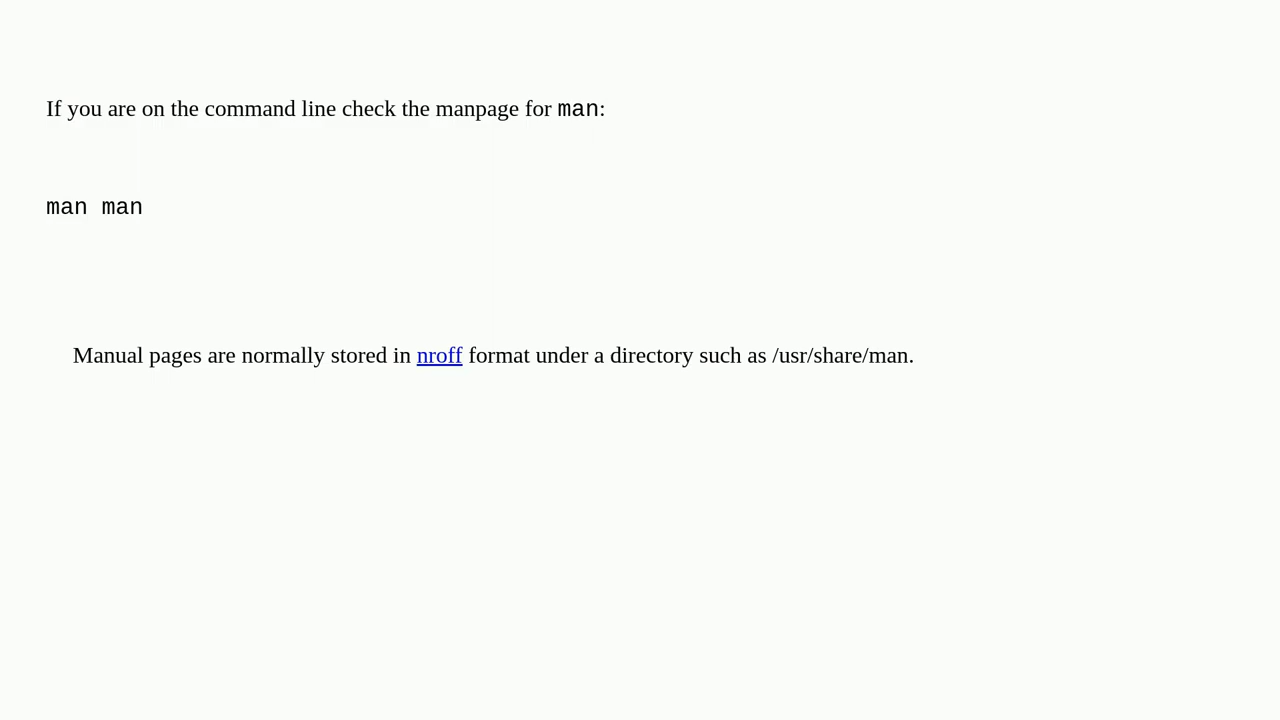 If you are on the command line check the manpage for man:
man man
Manual pages are normally stored in nroff format under a directory such as /usr/share/man.